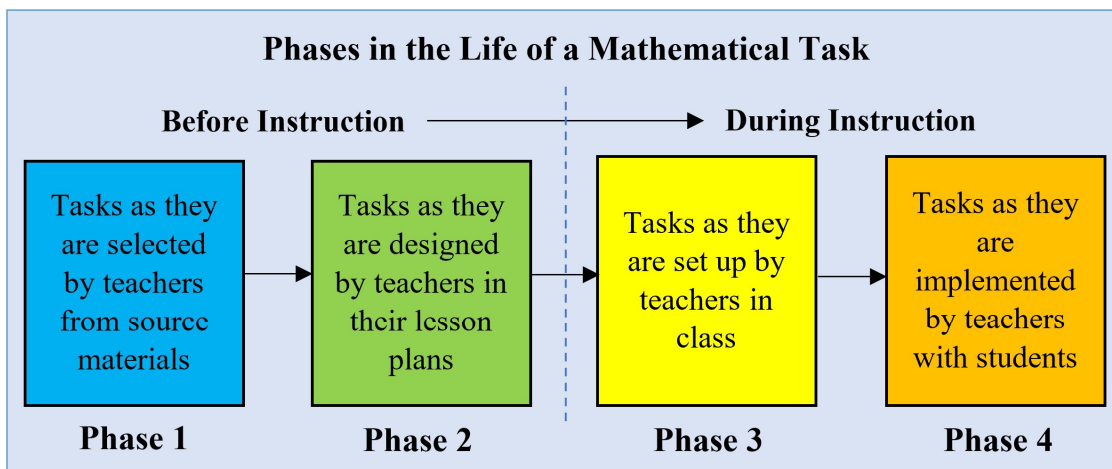 Phases in the Life of a Mathematical Task
Before Instruction
During Instruction
Tasks as they
are selected
by teachers
from source
materials
Tasks as they
are designed
by teachers in
their lesson
plans
Tasks as they
are set up by
teachers in
class
Tasks as they
are
implemented
by teachers
with students
Phase 1
Phase 2
Phase 3
Phase 4